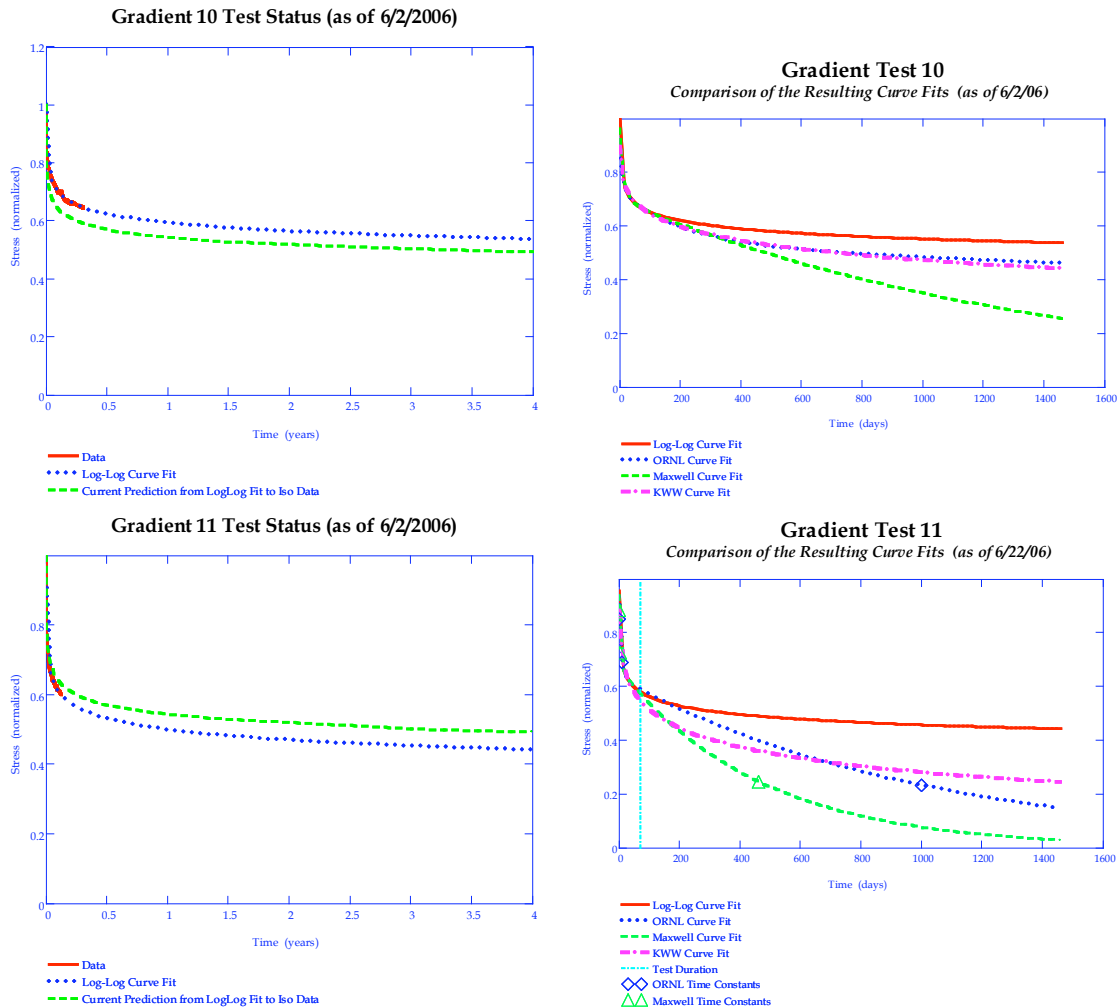 Gradient 10 Test Status (as of 6/2/2006)
1.2
1
0.8
0.6
0.4
0.2
0
Stress (normalized)
0 0.5 1 1.5 2 2.5 3 3.5 4
Time (years)
Data
Log-Log Curve Fit
Current Prediction from LogLog Fit to Iso Data
Gradient Test 10
Comparison of the Resulting Curve Fits (as of 6/2/06)
0.8
0.6
0.4
0.2
0
Stress (normalized)
0 200 400 600 800 1000 1200 1400 1600
Time (days)
Log-Log Curve Fit
ORNL Curve Fit
Maxwell Curve Fit
KWW Curve Fit
Gradient 11 Test Status (as of 6/2/2006)
0.8
0.6
0.4
0.2
0
Stress (normalized)
0 0.5 1 1.5 2 2.5 3 3.5 4
Time (years)
Data
Log-Log Curve Fit
Current Prediction from LogLog Fit to Iso Data
Gradient Test 11
Comparison of the Resulting Curve Fits (as of 6/22/06)
0.8
0.6
0.4
0.2
0
Stress (normalized)
0 200 400 600 800 1000 1200 1400 1600
Time (days)
Log-Log Curve Fit
ORNL Curve Fit
Maxwell Curve Fit
KWW Curve Fit
Test Duration
ORNL Time Constants
Maxwell Time Constants